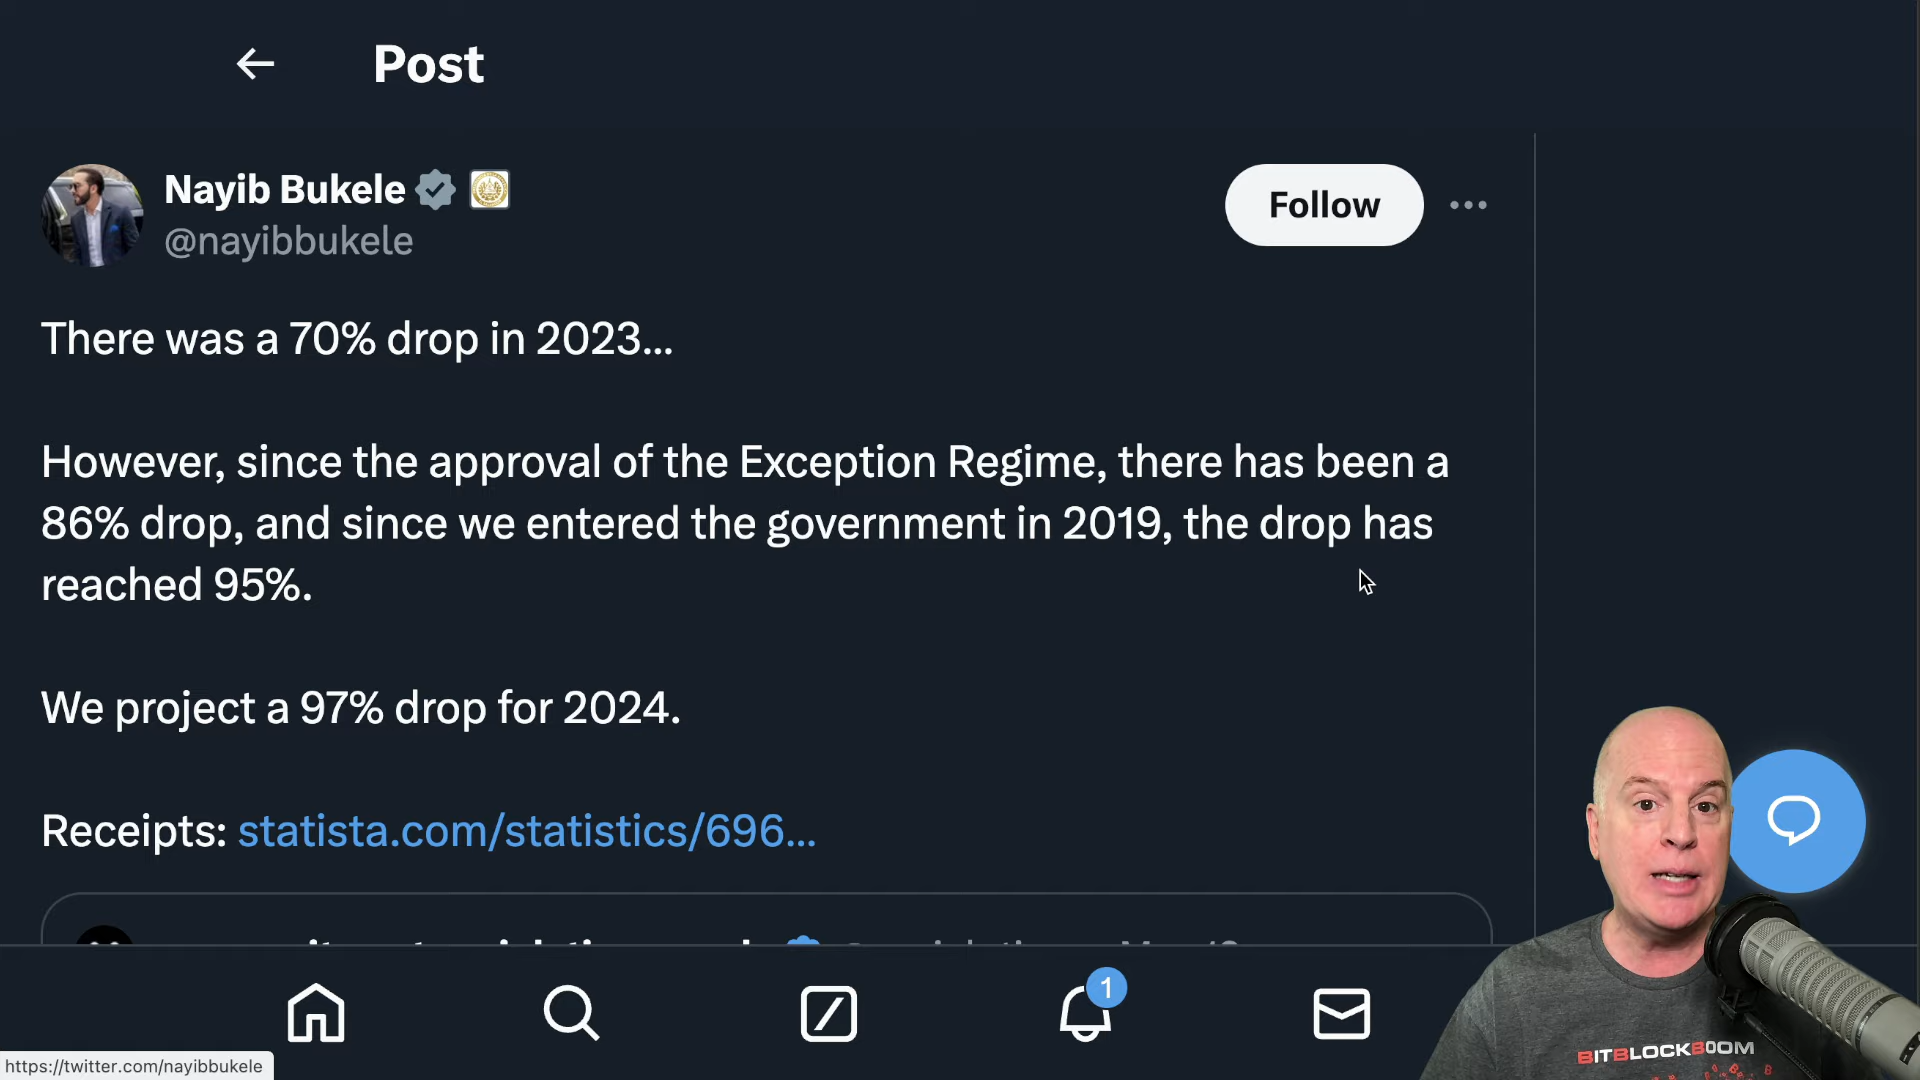 Post
Nayib Bukele
@nayibbukele
Follow
There was a 70% drop in 2023...
However, since the approval of the Exception Regime, there has been a
86% drop, and since we entered the government in 2019, the drop has
reached 95%.
We project a 97% drop for 2024.
Receipts: statista.com/statistics/696...
1
https://twitter.com/nayibbukele
BITBLOCKBOOM